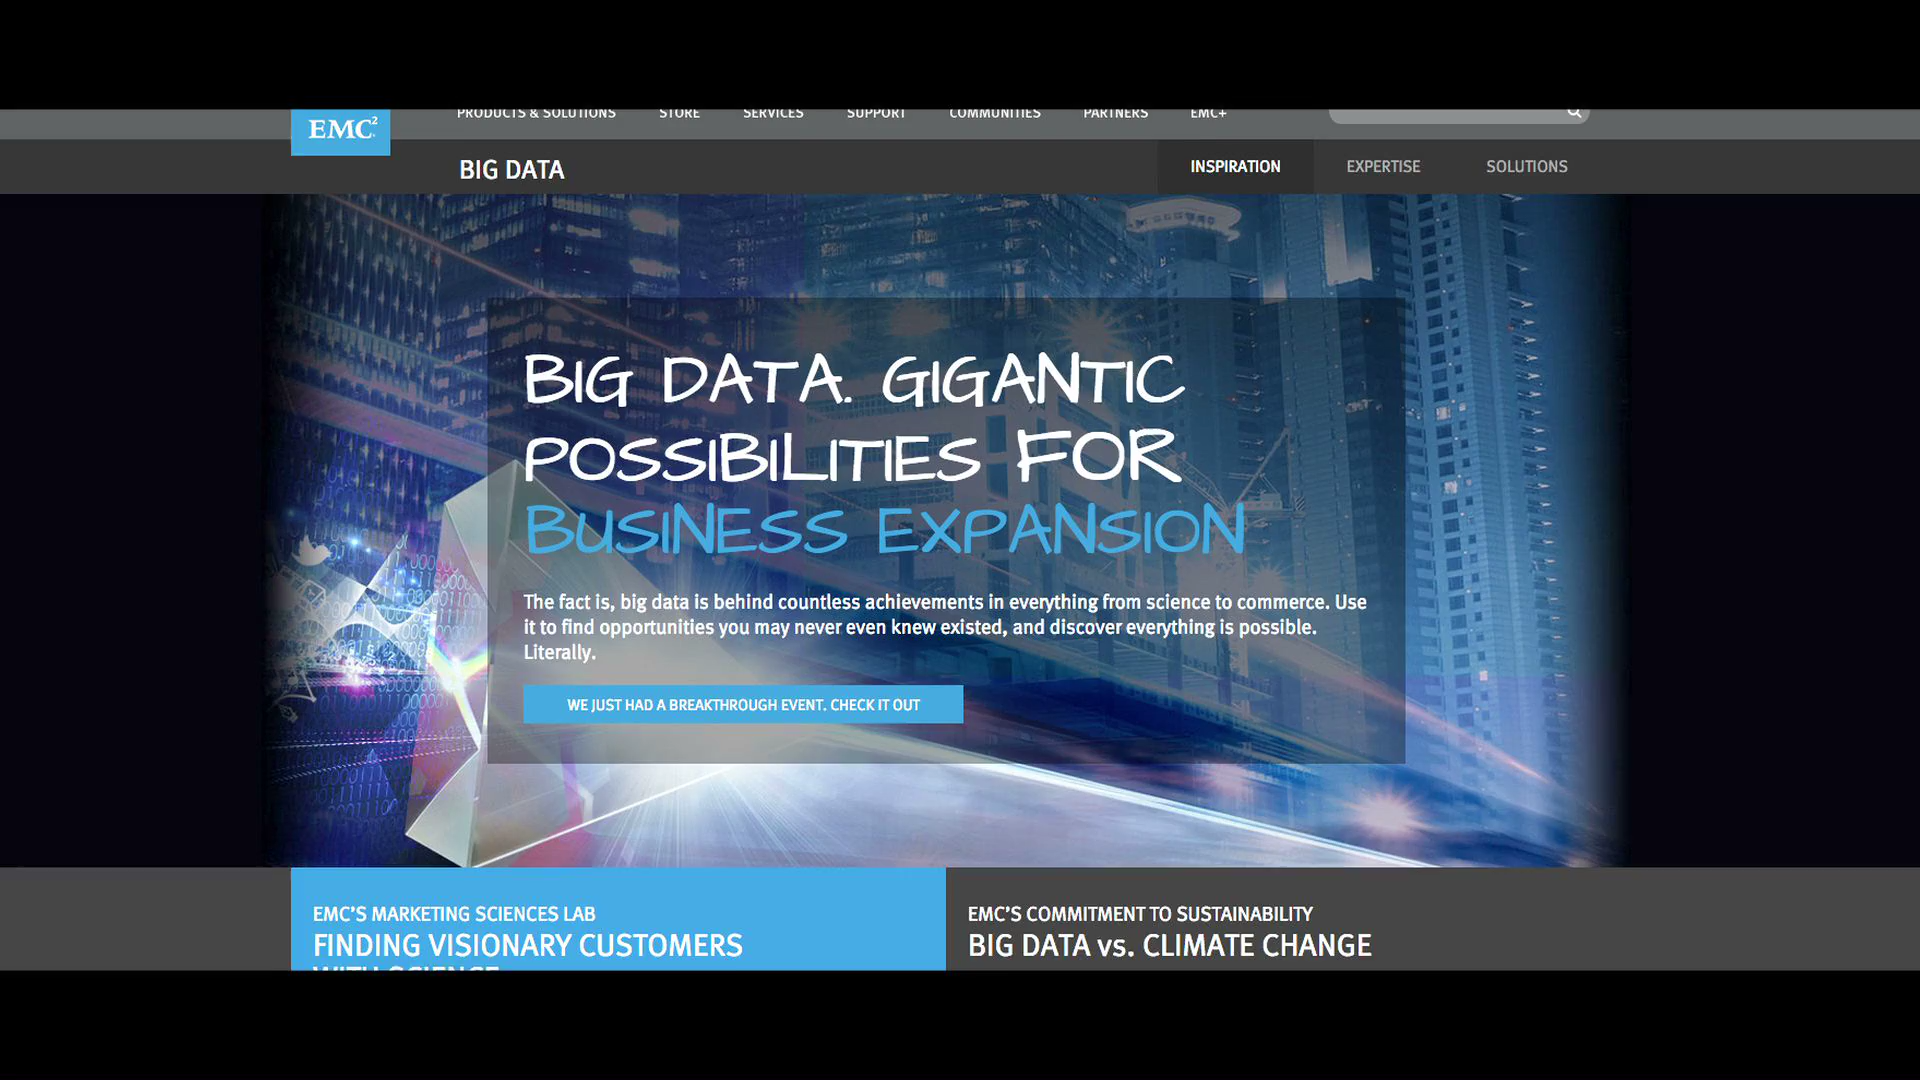 EMC²
PRODUCTS & SOLUTIONS STORE SERVICES SUPPORT COMMUNITIES PARTNERS EMC+
BIG DATA
INSPIRATION EXPERTISE SOLUTIONS
BIG DATA. GIGANTIC
POSSIBILITIES FOR
BUSINESS EXPANSION
The fact is, big data is behind countless achievements in everything from science to commerce. Use
it to find opportunities you may never even knew existed, and discover everything is possible.
Literally.
WE JUST HAD A BREAKTHROUGH EVENT. CHECK IT OUT
EMC'S MARKETING SCIENCES LAB
FINDING VISIONARY CUSTOMERS
WITH SCIENCE
EMC'S COMMITMENT TO SUSTAINABILITY
BIG DATA vs. CLIMATE CHANGE